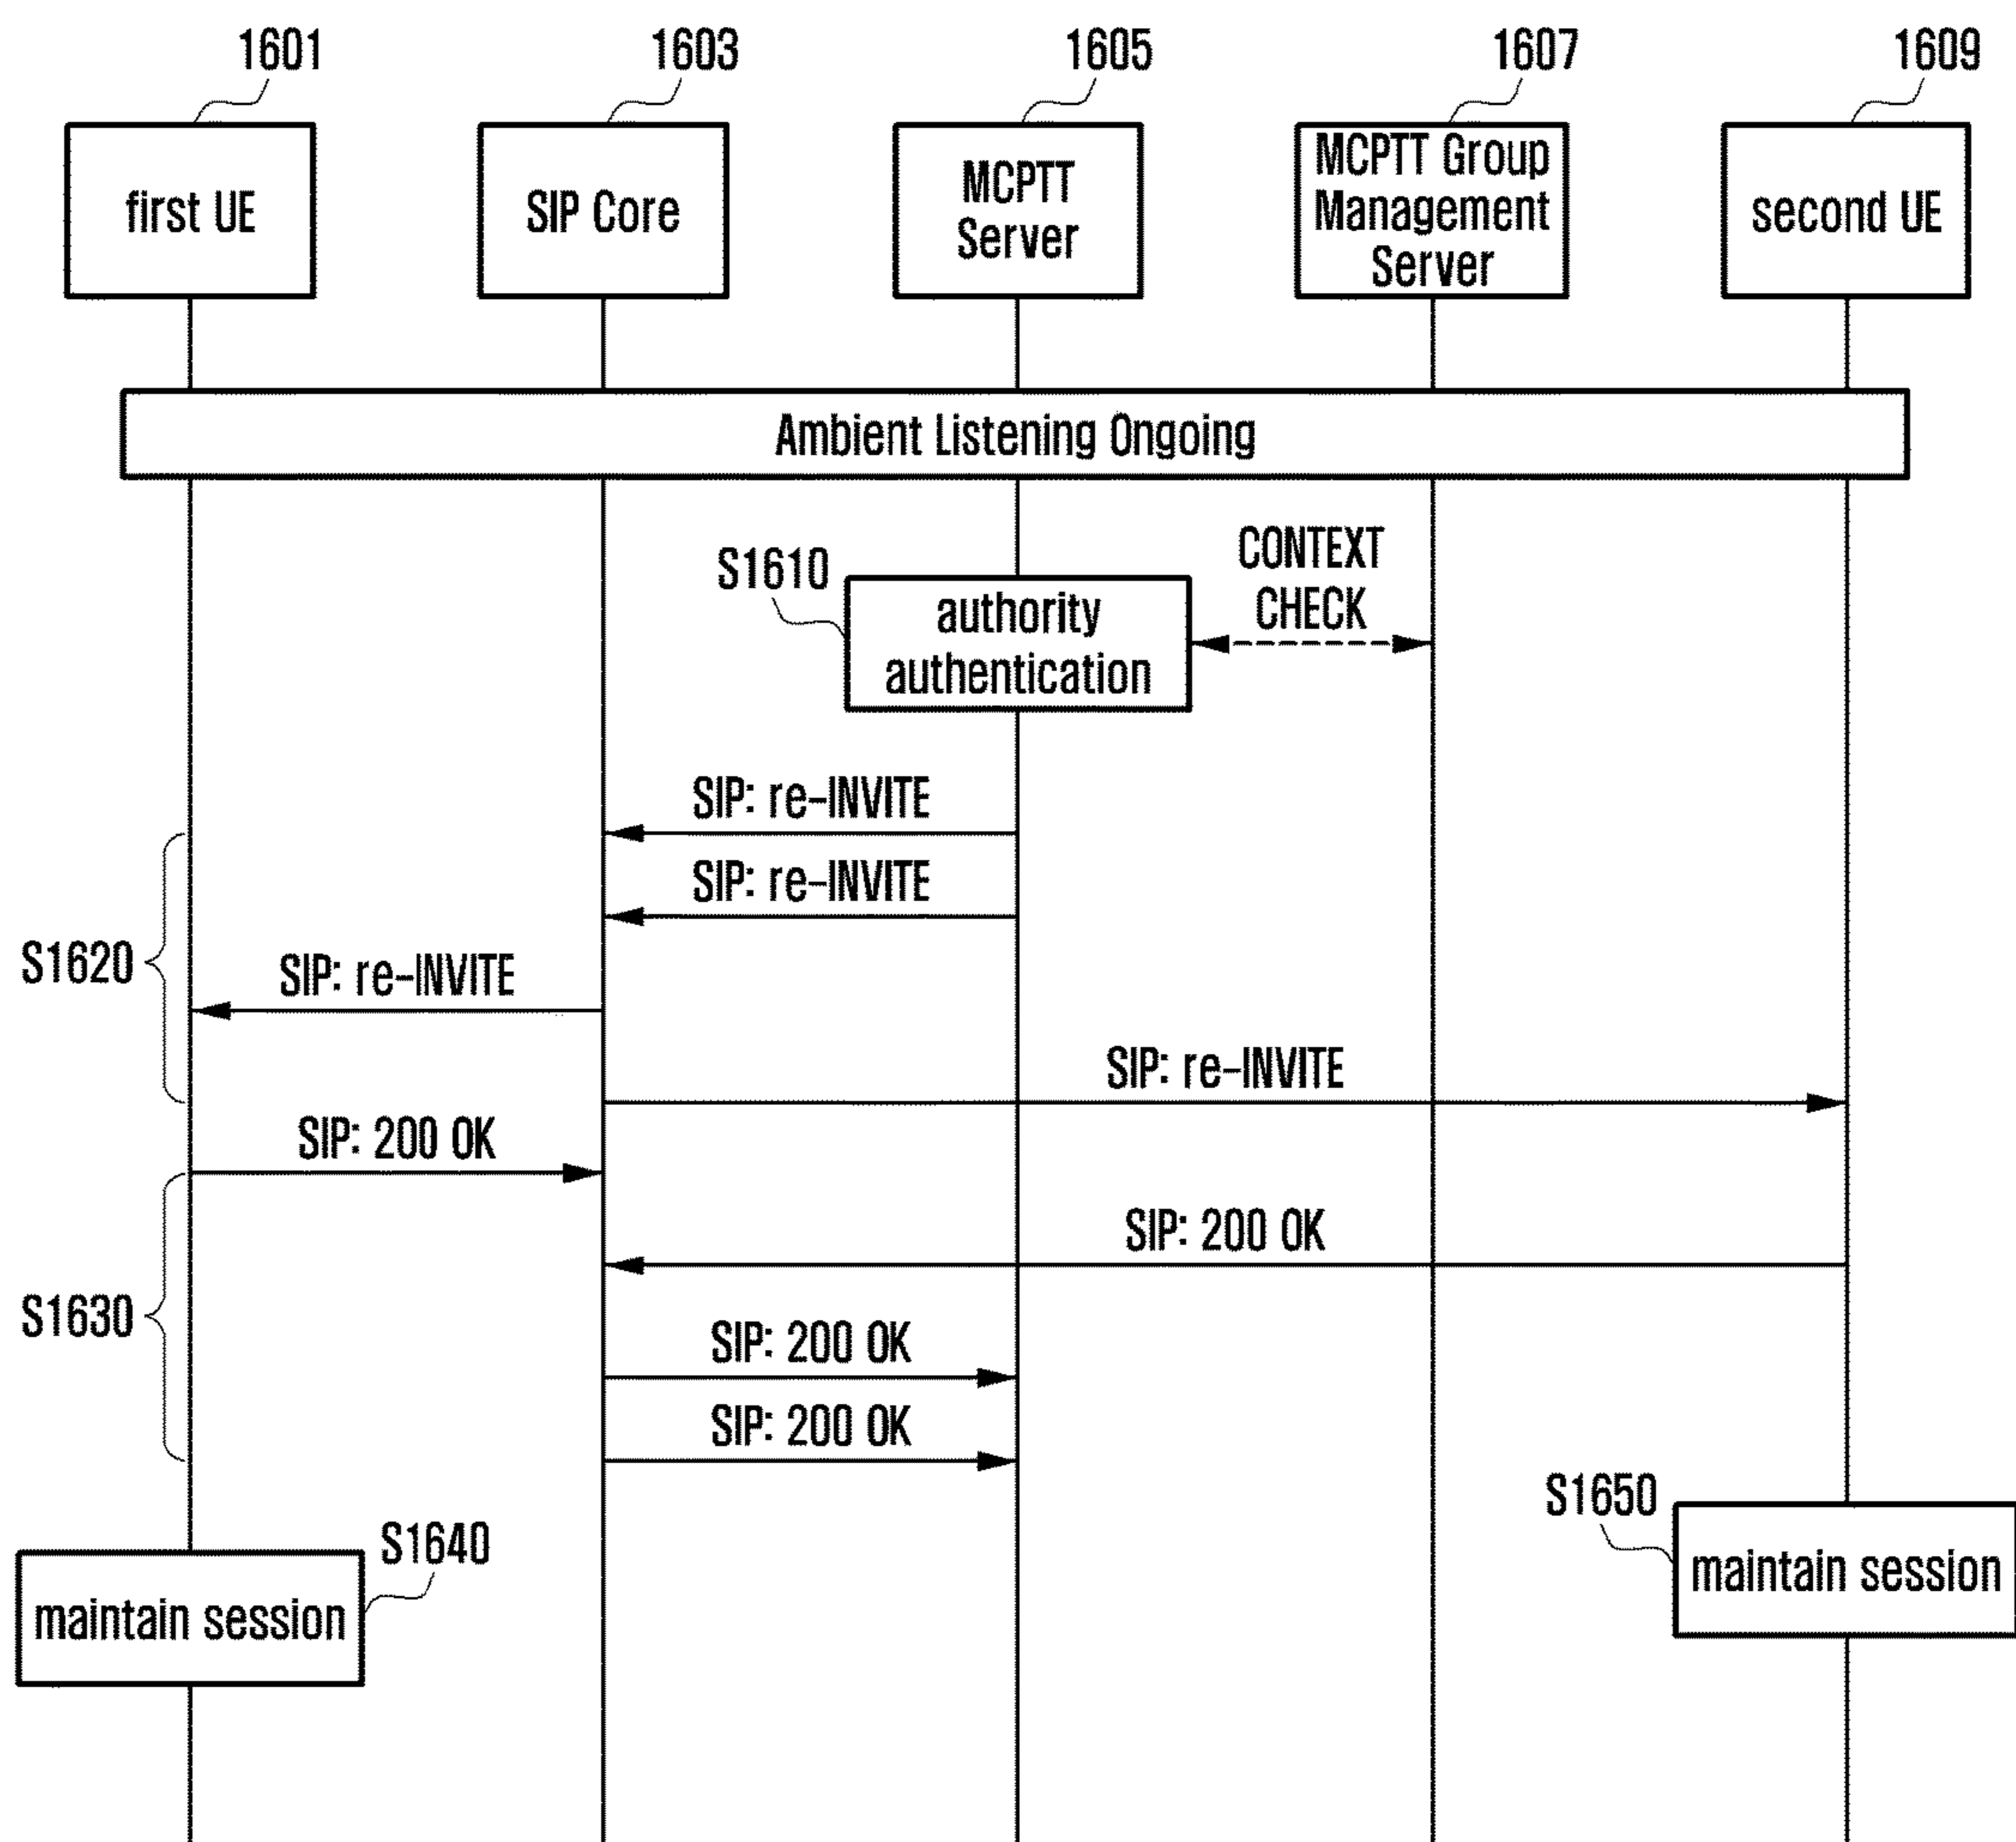 1601
1603
1605
1607
1609
first UE
SIP Core
MCPTT
Server
MCPTT Group
Management
Server
second UE
Ambient Listening Ongoing
S1610
authority
authentication
CONTEXT
CHECK
SIP: re-INVITE
SIP: re-INVITE
S1620
SIP: re-INVITE
SIP: re-INVITE
SIP: 200 OK
SIP: 200 OK
S1630
SIP: 200 OK
SIP: 200 OK
S1650
maintain session
S1640
maintain session